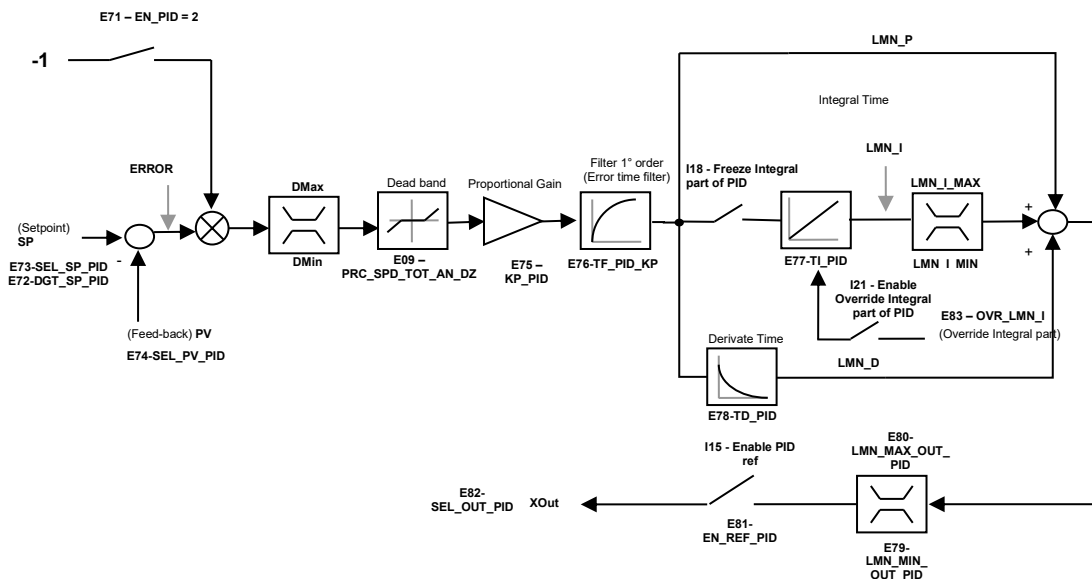 E71 – EN_PID = 2
-1
LMN_P
Integral Time
ERROR
LMN_I
Filter 1° order
(Error time filter)
I18 - Freeze Integral
part of PID
DMax
Dead band
Proportional Gain
LMN_I_MAX
+
(Setpoint)
SP
-
DMin
E09 –
PRC_SPD_TOT_AN_DZ
E75 –
KP_PID
E76-TF_PID_KP
E77-TI_PID
LMN_I_MIN
+
E73-SEL_SP_PID
E72-DGT_SP_PID
I21 - Enable
Override Integral
part of PID
E83 – OVR_LMN_I
(Override Integral part)
(Feed-back) PV
E74-SEL_PV_PID
Derivate Time
LMN_D
E78-TD_PID
I15 - Enable PID
ref
E80-
LMN_MAX_OUT_
PID
E82-
SEL_OUT_PID
XOut
E81-
EN_REF_PID
E79-
LMN_MIN_
OUT_PID